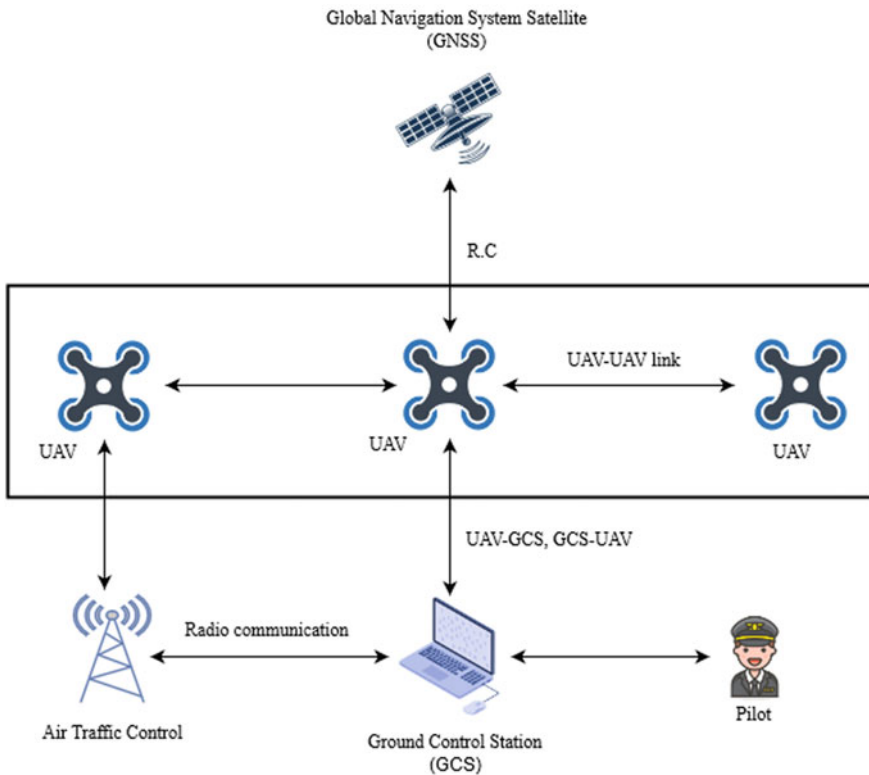 Global Navigation System Satellite
(GNSS)
R.C
UAV-UAV link
UAV
UAV
UAV
UAV-GCS, GCS-UAV
Radio communication
Air Traffic Control
Ground Control Station
(GCS)
Pilot